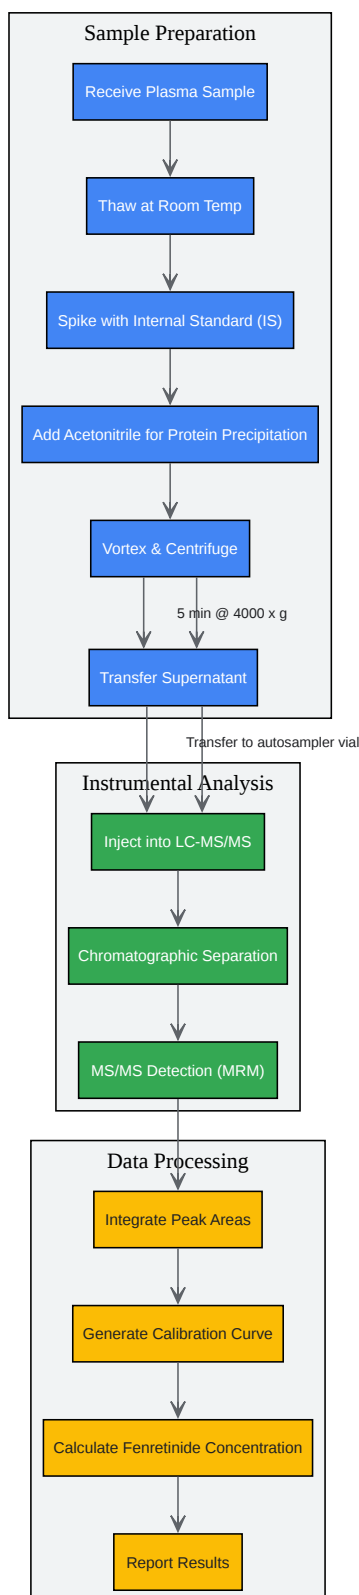 Sample Preparation
Receive Plasma Sample
Thaw at Room Temp
Spike with Internal Standard (IS)
Add Acetonitrile for Protein Precipitation
Vortex & Centrifuge
5 min @ 4000 x g
Transfer Supernatant
Transfer to autosampler vial
Instrumental Analysis
Inject into LC-MS/MS
Chromatographic Separation
MS/MS Detection (MRM)
Data Processing
Integrate Peak Areas
Generate Calibration Curve
Calculate Fenretinide Concentration
Report Results